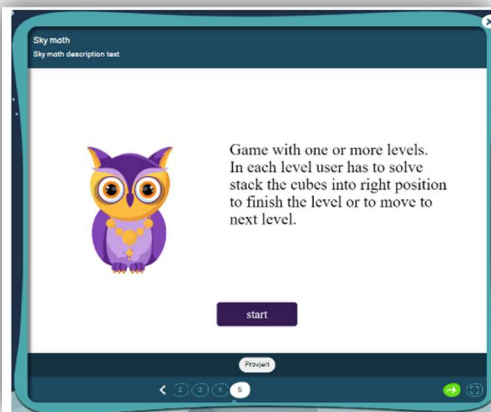 Sky math
Sky math description text
Game with one or more levels.
In each level user has to solve
stack the cubes into right position
to finish the level or to move to
next level.
start
Provjeri
2 3 4 5